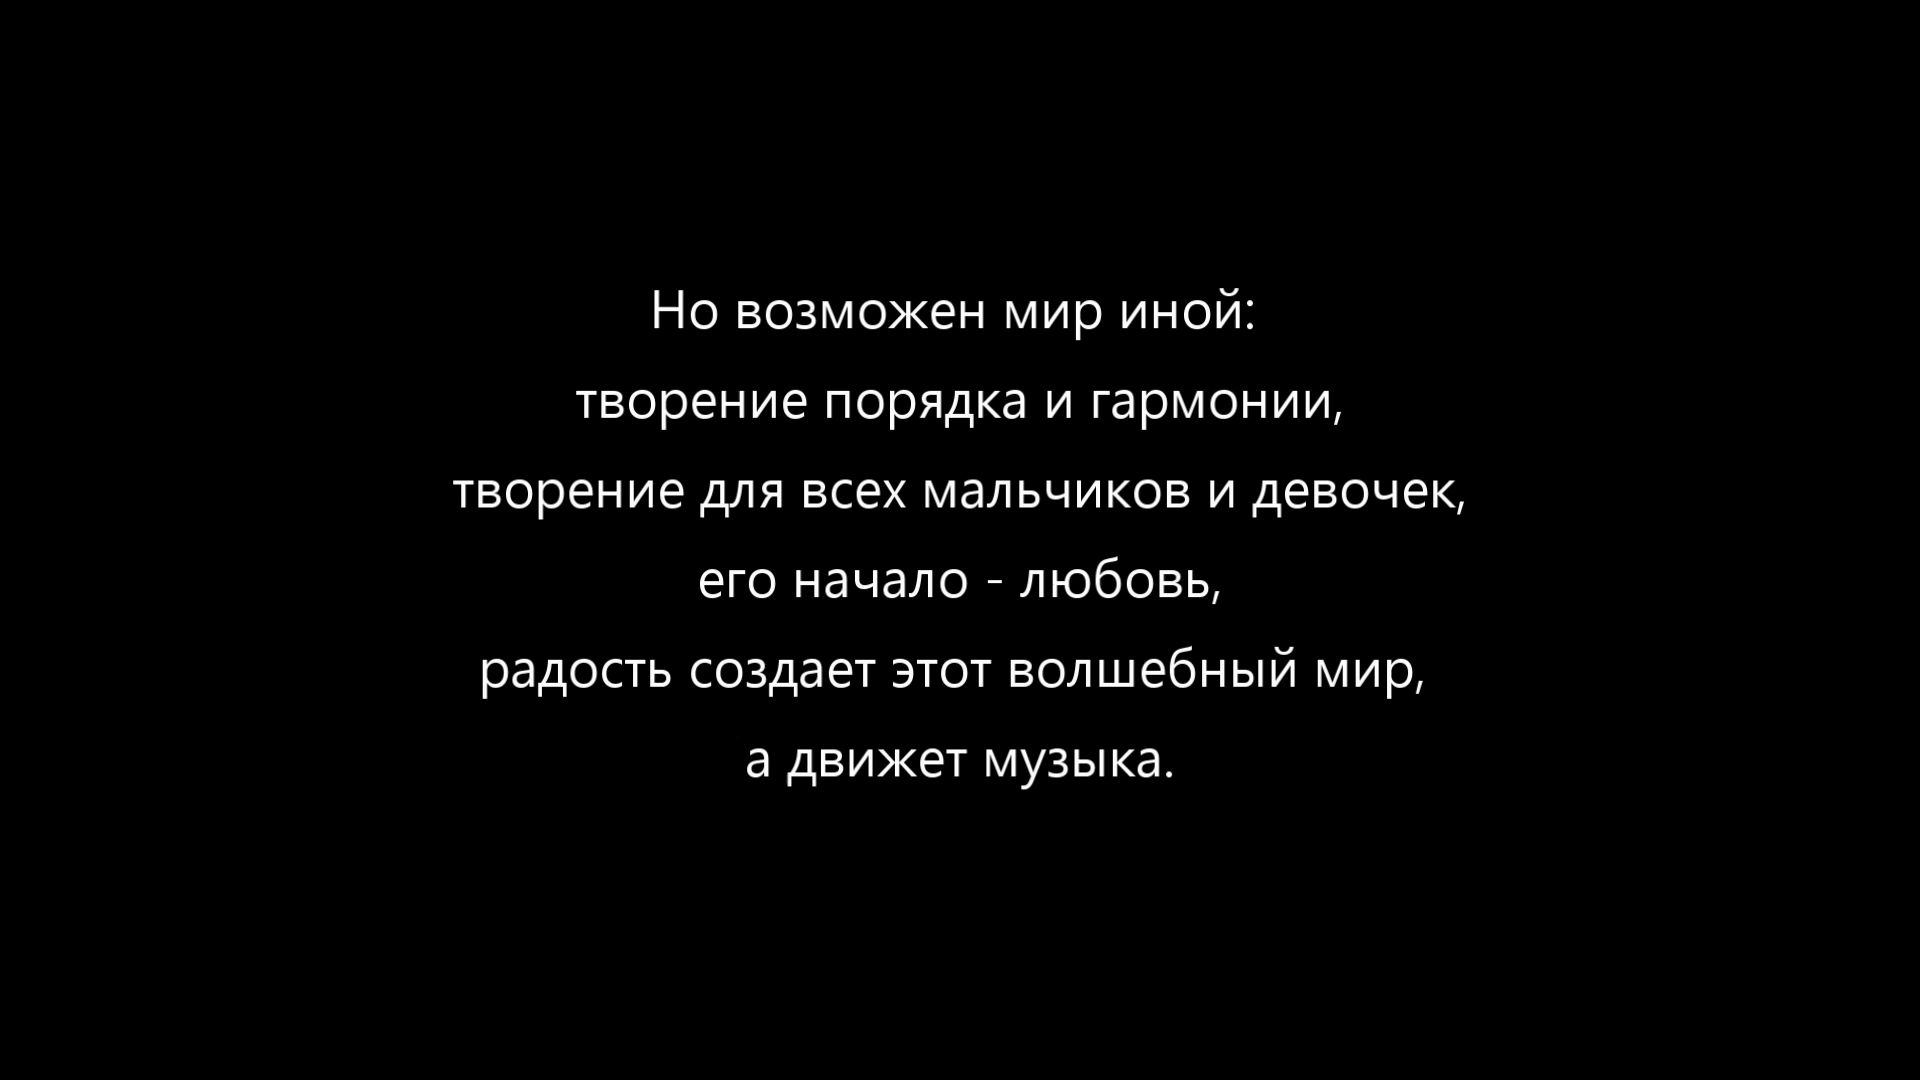 Но возможен мир иной:
творение порядка и гармонии,
творение для всех мальчиков и девочек,
его начало - любовь,
радость создает этот волшебный мир,
а движет музыка.